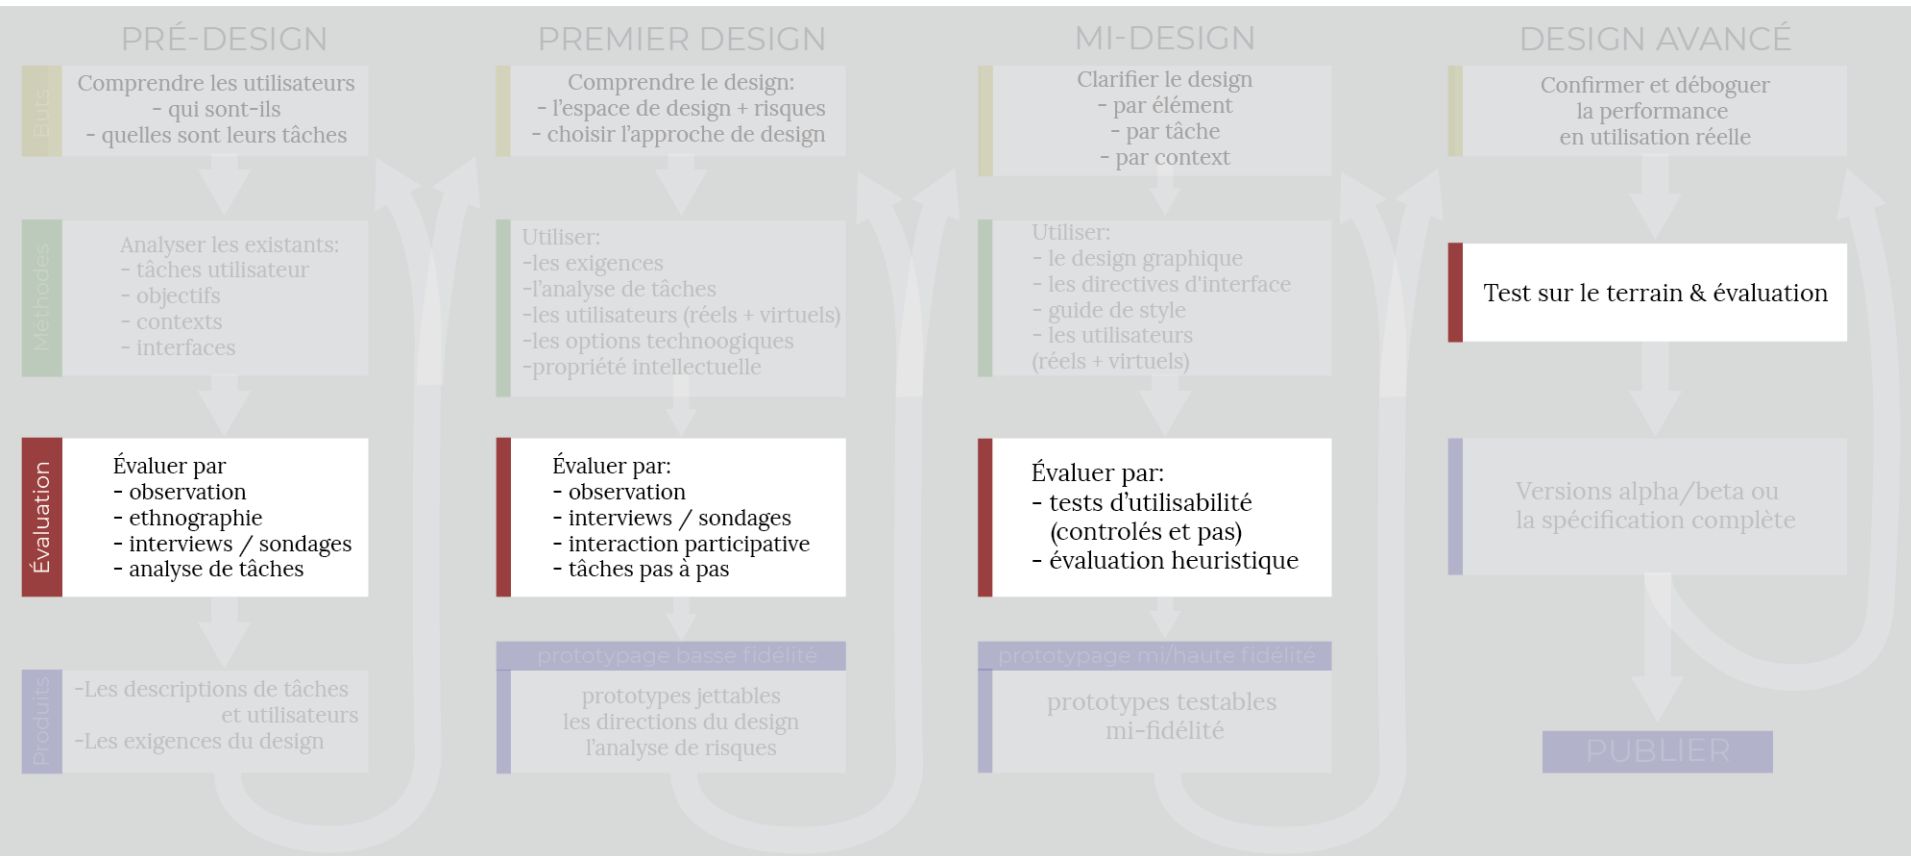 PRÉ-DESIGN
Buts
Comprendre les utilisateurs
- qui sont-ils
- quelles sont leurs tâches
Méthodes
Analyser les existants:
- tâches utilisateur
- objectifs
- contexts
- interfaces
Évaluation
Évaluer par
- observation
- ethnographie
- interviews / sondages
- analyse de tâches
Produits
-Les descriptions de tâches
et utilisateurs
-Les exigences du design
PREMIER DESIGN
Comprendre le design:
- l'espace de design + risques
- choisir l'approche de design
Utiliser:
-les exigences
-l'analyse de tâches
-les utilisateurs (réels + virtuels)
-les options technoogiques
-propriété intellectuelle
Évaluer par:
- observation
- interviews / sondages
- interaction participative
- tâches pas à pas
prototypage basse fidélité
prototypes jettables
les directions du design
l'analyse de risques
MI-DESIGN
Clarifier le design
- par élément
- par tâche
- par context
Utiliser:
- le design graphique
- les directives d'interface
- guide de style
- les utilisateurs
(réels + virtuels)
Évaluer par:
- tests d'utilisabilité
(controlés et pas)
- évaluation heuristique
prototypage mi/haute fidélité
prototypes testables
mi-fidélité
DESIGN AVANCÉ
Confirmer et déboguer
la performance
en utilisation réelle
Test sur le terrain & évaluation
Versions alpha/beta ou
la spécification complète
PUBLIER